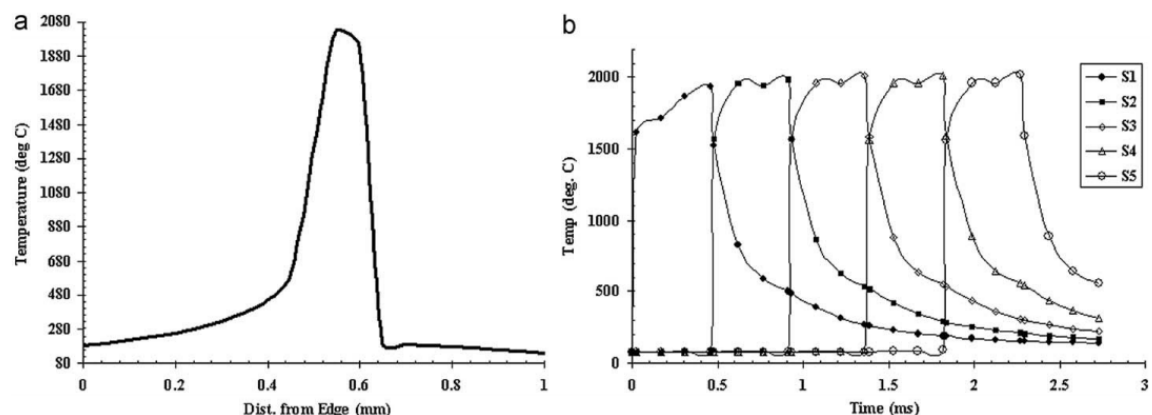 a
Temperature (deg C)
2080
1880
1680
1480
1280
1080
880
680
480
280
80
0
0.2
0.4
0.6
0.8
1
Dist. from Edge (mm)
b
Temp (deg. C)
2000
1500
1000
500
0
0
0.5
1
1.5
2
2.5
3
Time (ms)
S1
S2
S3
S4
S5